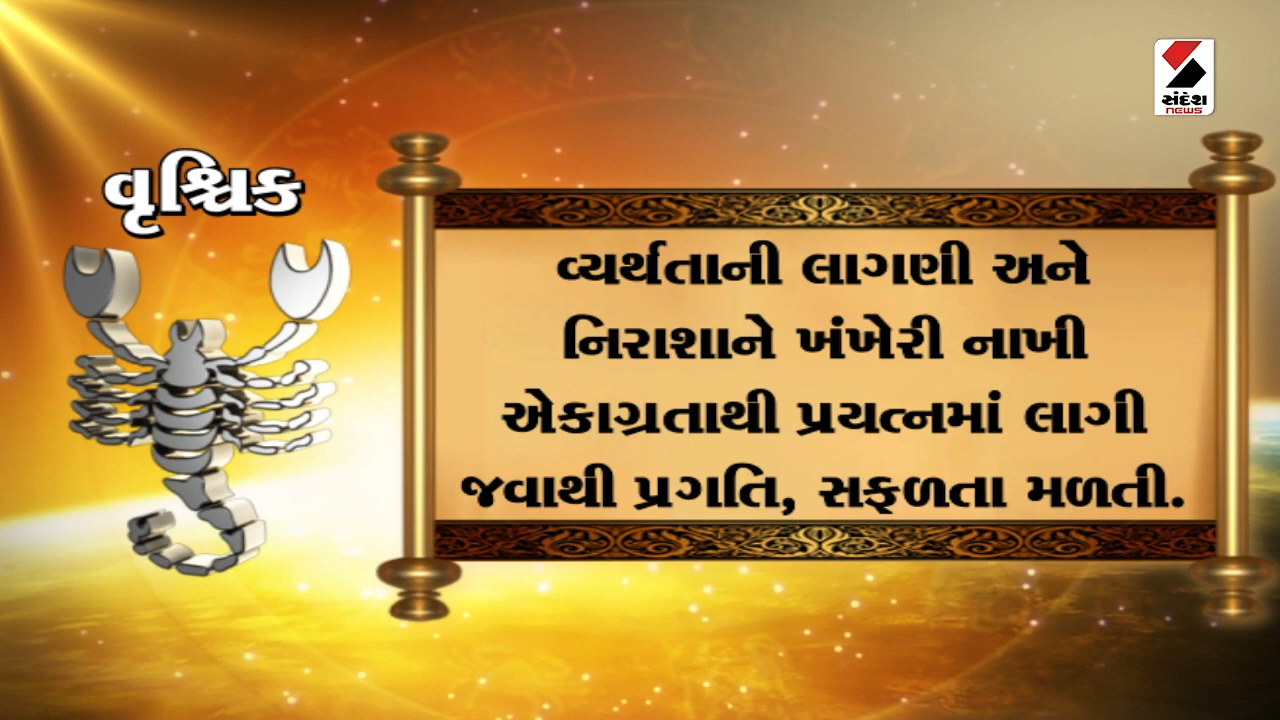 સંદેશ
NEWS
વૃશ્ચિક
વ્યર્થતાની લાગણી અને
નિરાશાને ખંખેરી નાખી
એકાગ્રતાથી પ્રયત્નમાં લાગી
જવાથી પ્રગતિ, સફળતા મળતી.